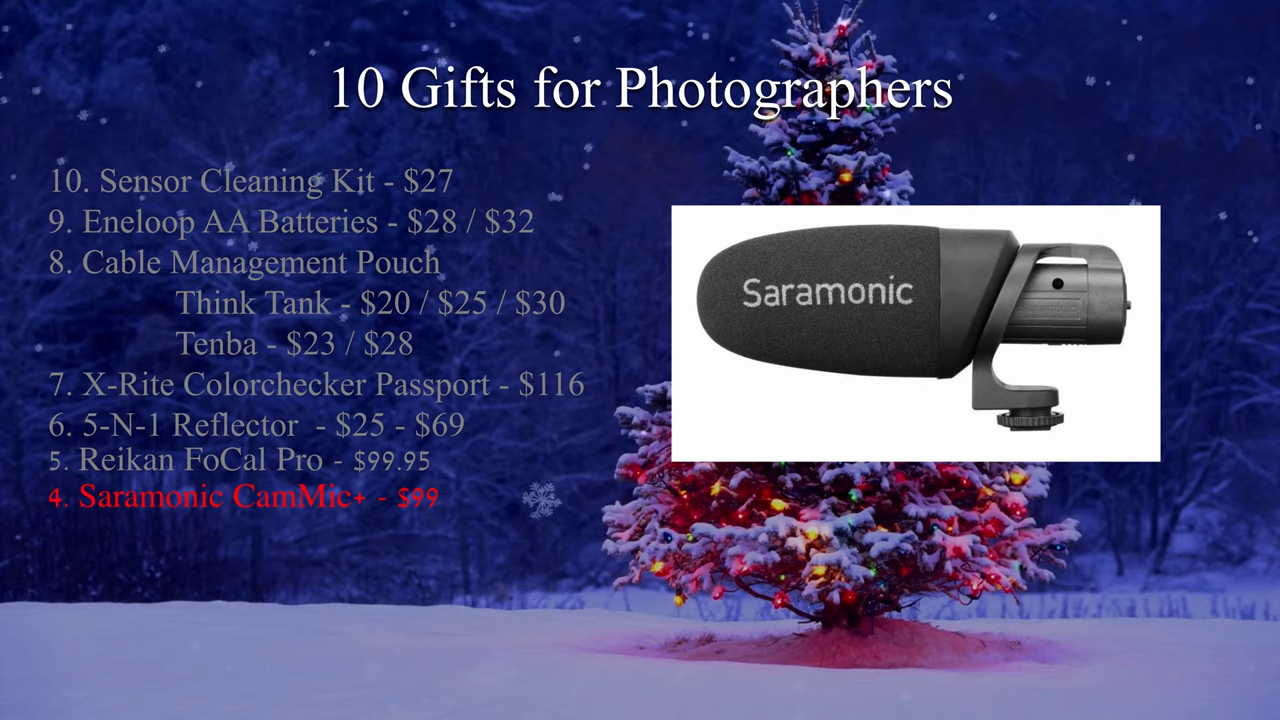 10 Gifts for Photographers
10. Sensor Cleaning Kit - $27
9. Eneloop AA Batteries - $28 / $32
8. Cable Management Pouch
Think Tank - $20 / $25 / $30
Tenba - $23 / $28
7. X-Rite Colorchecker Passport - $116
6. 5-N-1 Reflector - $25 - $69
5. Reikan FoCal Pro - $99.95
4. Saramonic CamMic+ - $99
Saramonic